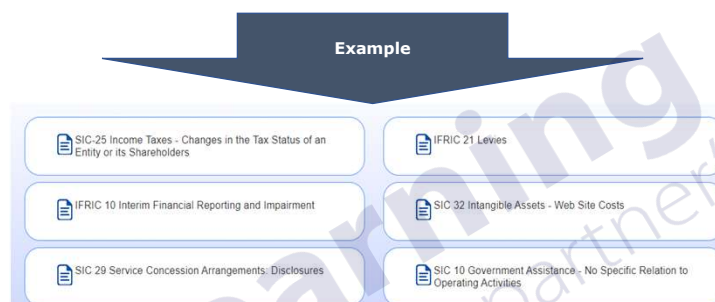 Example
SIC-25 Income Taxes - Changes in the Tax Status of an
Entity or its Shareholders
IFRIC 21 Levies
IFRIC 10 Interim Financial Reporting and Impairment
SIC 32 Intangible Assets - Web Site Costs
SIC 29 Service Concession Arrangements: Disclosures
SIC 10 Government Assistance - No Specific Relation to
Operating Activities